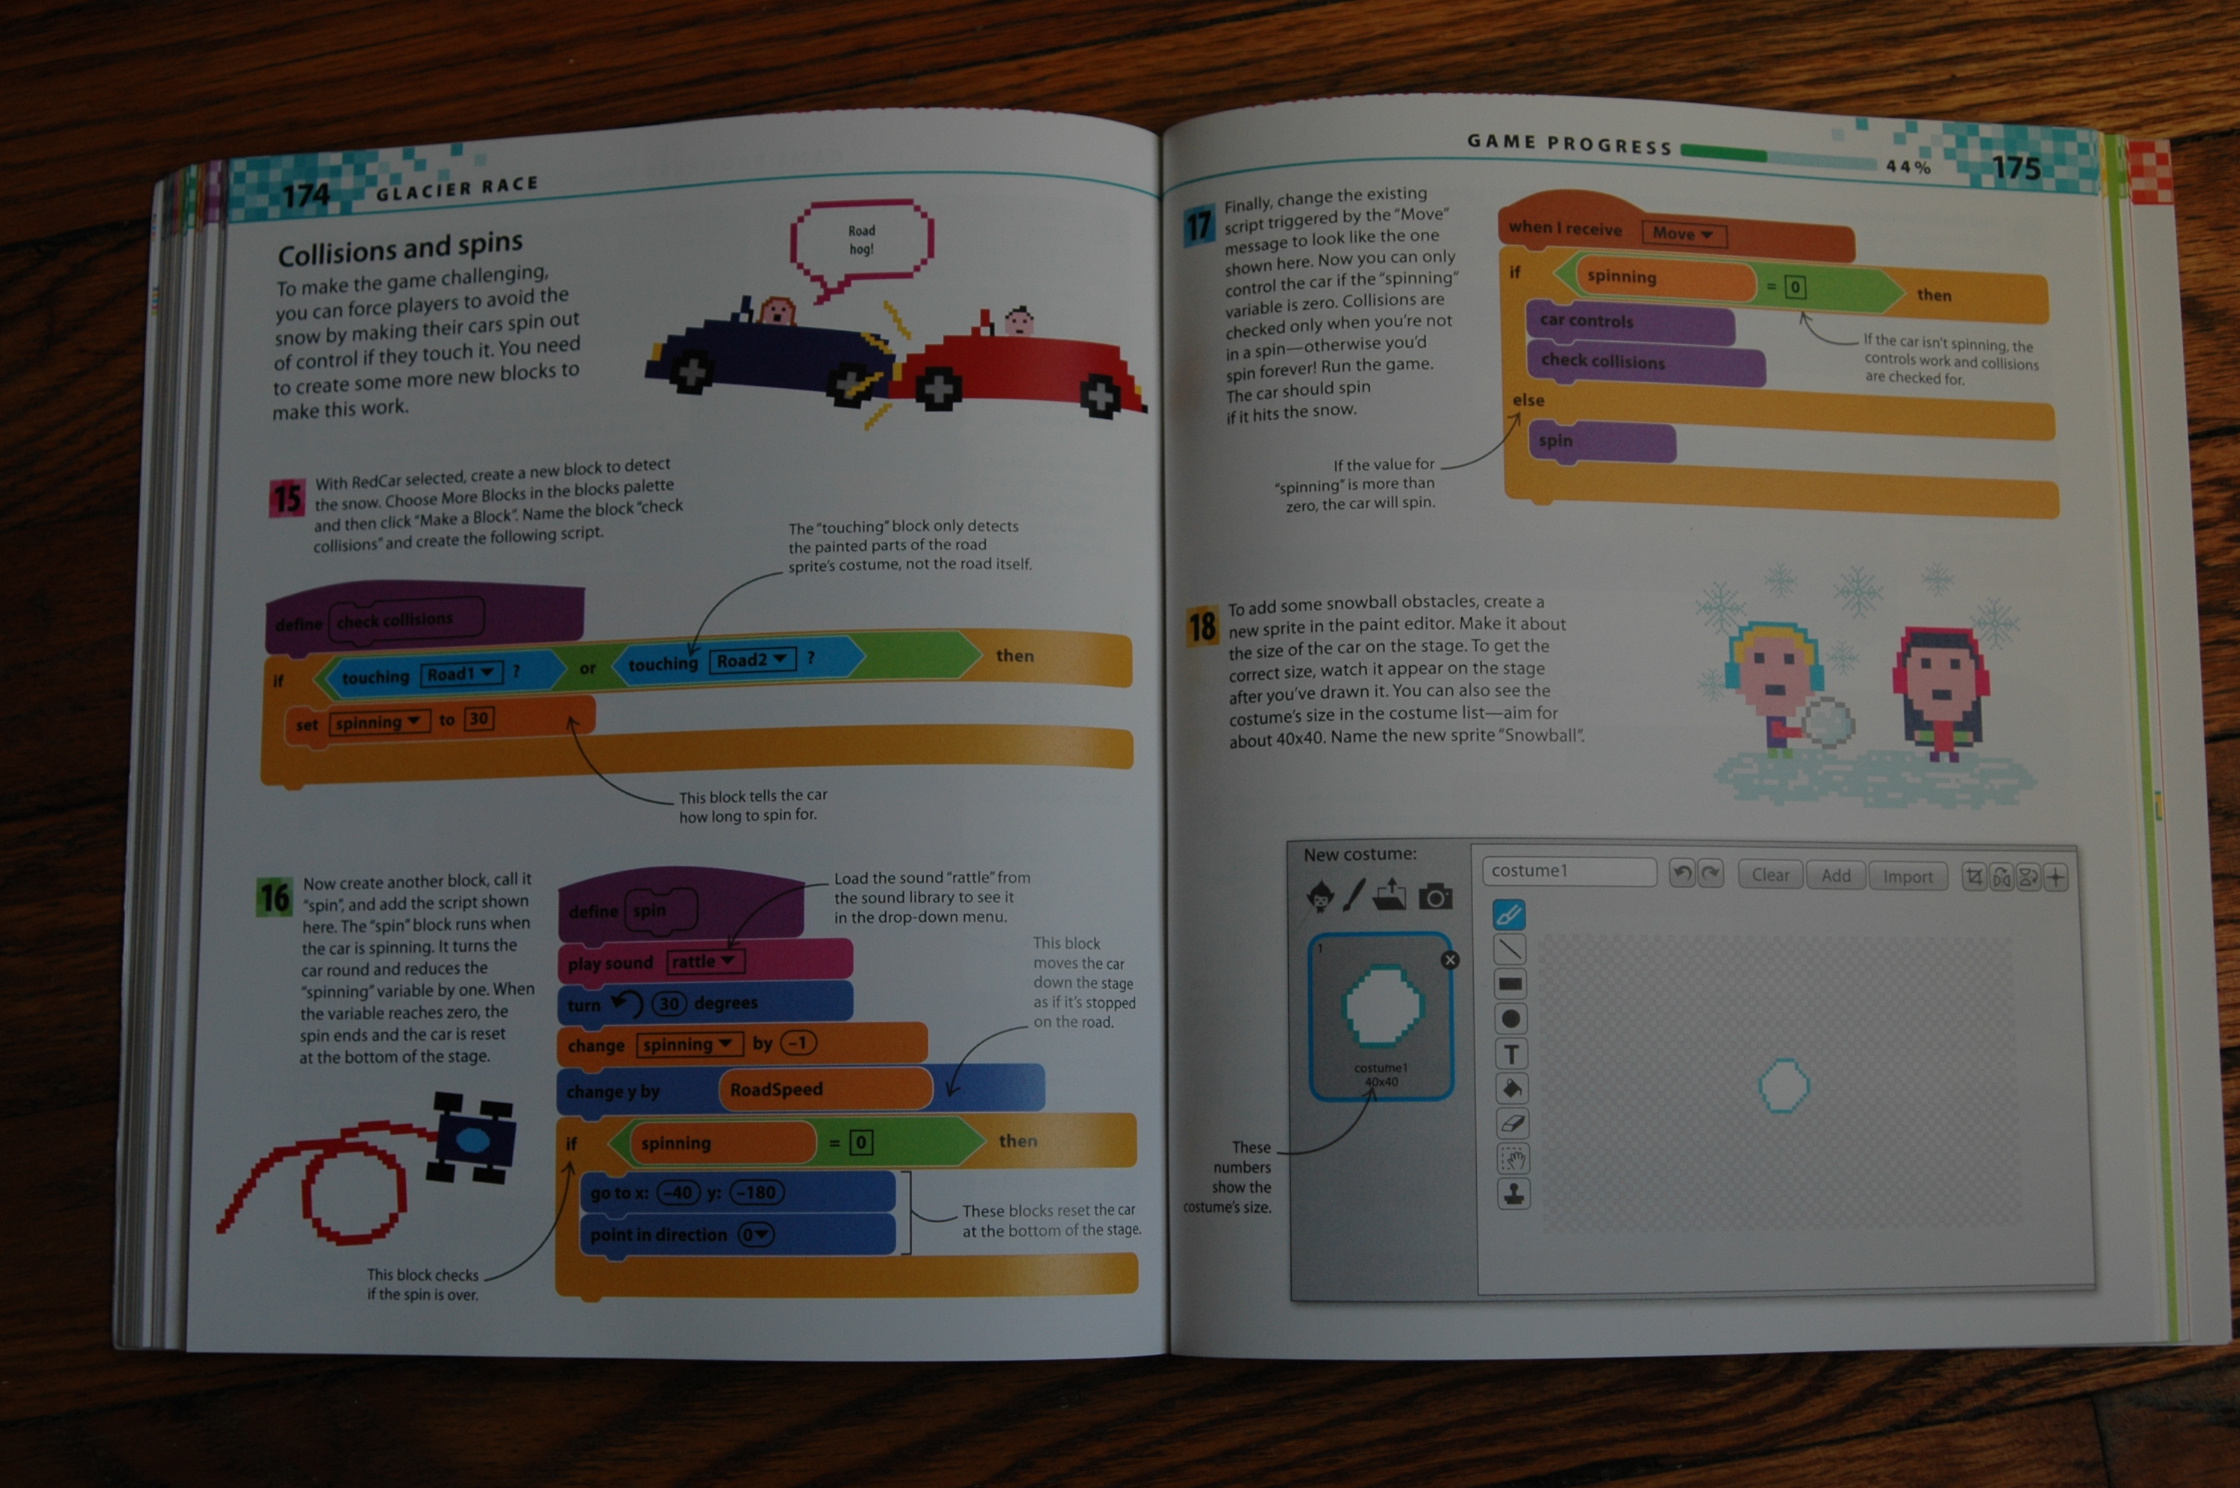 174 GLACIER RACE
Collisions and spins
To make the game challenging,
you can force players to avoid the
snow by making their cars spin out
of control if they touch it. You need
to create some more new blocks to
make this work.
Road
hog!
15
With RedCar selected, create a new block to detect
the snow. Choose More Blocks in the blocks palette
and then click "Make a Block". Name the block "check
collisions" and create the following script.
The "touching" block only detects
the painted parts of the road
sprite's costume, not the road itself.
define check collisions
if touching Road1 ? or touching Road2 ? then
set spinning to 30
This block tells the car
how long to spin for.
16
Now create another block, call it
"spin", and add the script shown
here. The "spin" block runs when
the car is spinning. It turns the
car round and reduces the
"spinning" variable by one. When
the variable reaches zero, the
spin ends and the car is reset
at the bottom of the stage.
define spin
play sound rattle
turn 30 degrees
change spinning by -1
change y by RoadSpeed
if spinning = 0 then
go to x: -40 y: -180
point in direction 0
Load the sound "rattle" from
the sound library to see it
in the drop-down menu.
This block
moves the car
down the stage
as if it's stopped
on the road.
These blocks reset the car
at the bottom of the stage.
This block checks
if the spin is over.
GAME PROGRESS 44% 175
17
Finally, change the existing
script triggered by the "Move"
message to look like the one
shown here. Now you can only
control the car if the "spinning"
variable is zero. Collisions are
checked only when you're not
in a spin—otherwise you'd
spin forever! Run the game.
The car should spin
if it hits the snow.
when I receive Move
if spinning = 0 then
car controls
check collisions
else
spin
If the car isn't spinning, the
controls work and collisions
are checked for.
If the value for
"spinning" is more than
zero, the car will spin.
18
To add some snowball obstacles, create a
new sprite in the paint editor. Make it about
the size of the car on the stage. To get the
correct size, watch it appear on the stage
after you've drawn it. You can also see the
costume's size in the costume list—aim for
about 40x40. Name the new sprite "Snowball".
New costume:
costume1 Clear Add Import
1
costume1
40x40
T
These
numbers
show the
costume's size.